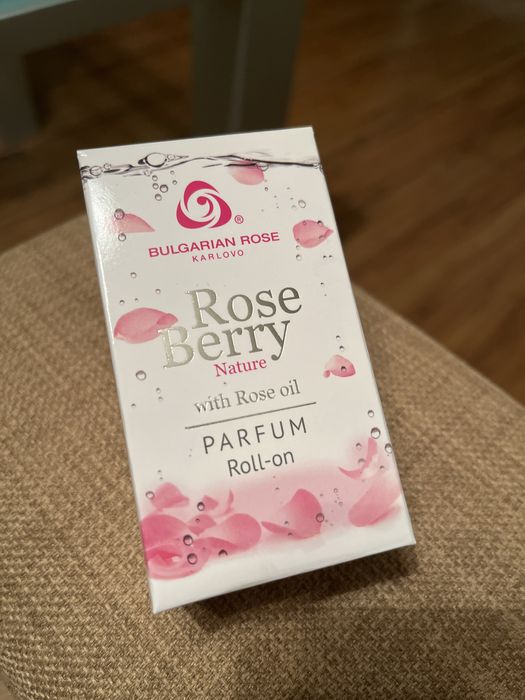 ®
BULGARIAN ROSE
KARLOVO
Rose
Berry
Nature
with Rose oil
PARFUM
Roll-on